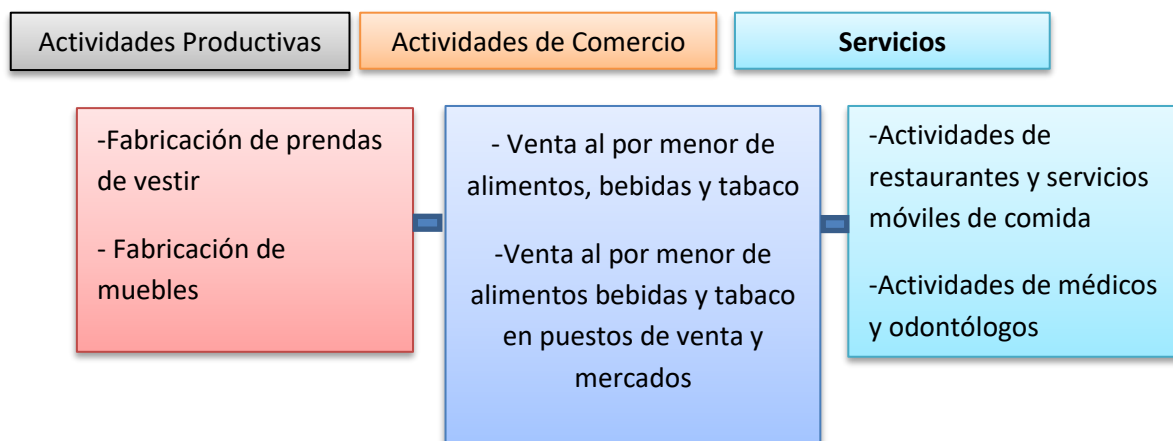 Actividades Productivas
Actividades de Comercio
Servicios
-Fabricación de prendas
de vestir
- Fabricación de
muebles
- Venta al por menor de
alimentos, bebidas y tabaco
-Venta al por menor de
alimentos bebidas y tabaco
en puestos de venta y
mercados
-Actividades de
restaurantes y servicios
móviles de comida
-Actividades de médicos
y odontólogos